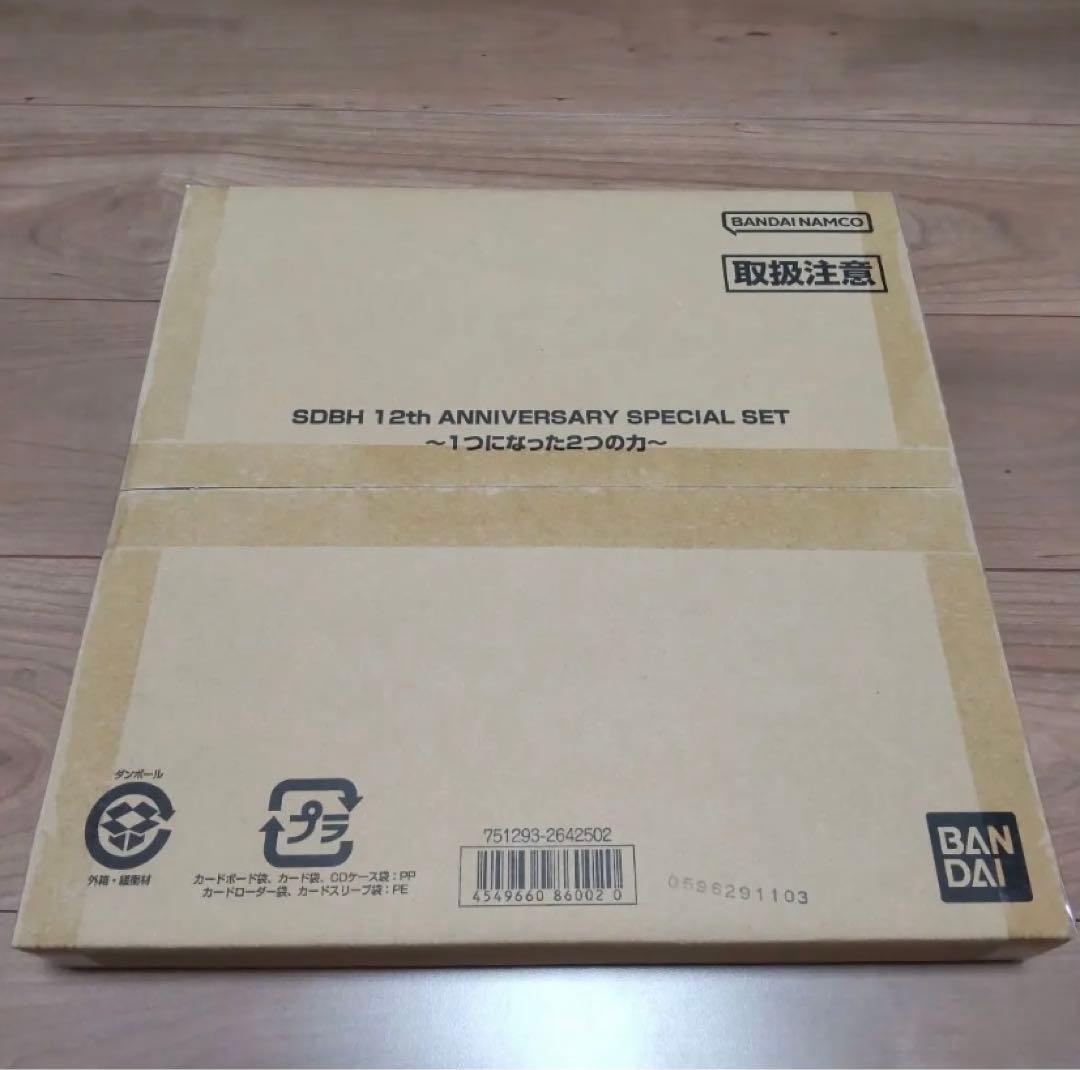 BANDAI NAMCO
取扱注意
SDBH 12th ANNIVERSARY SPECIAL SET
～1つになった2つの力～
ダンボール
外箱・緩衝材
プラ
カードボード袋、カード袋、CDケース袋：PP
カードローダー袋、カードスリーブ袋：PE
751293-2642502
4549660 86002 0
0596291103
BAN
DAI